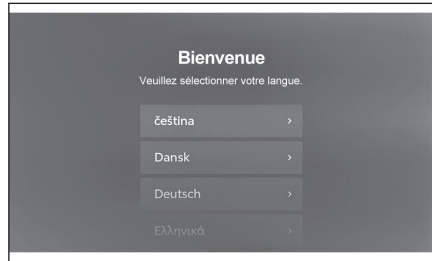 Bienvenue
Veuillez sélectionner votre langue.
čeština
Dansk
Deutsch
Ελληνικά